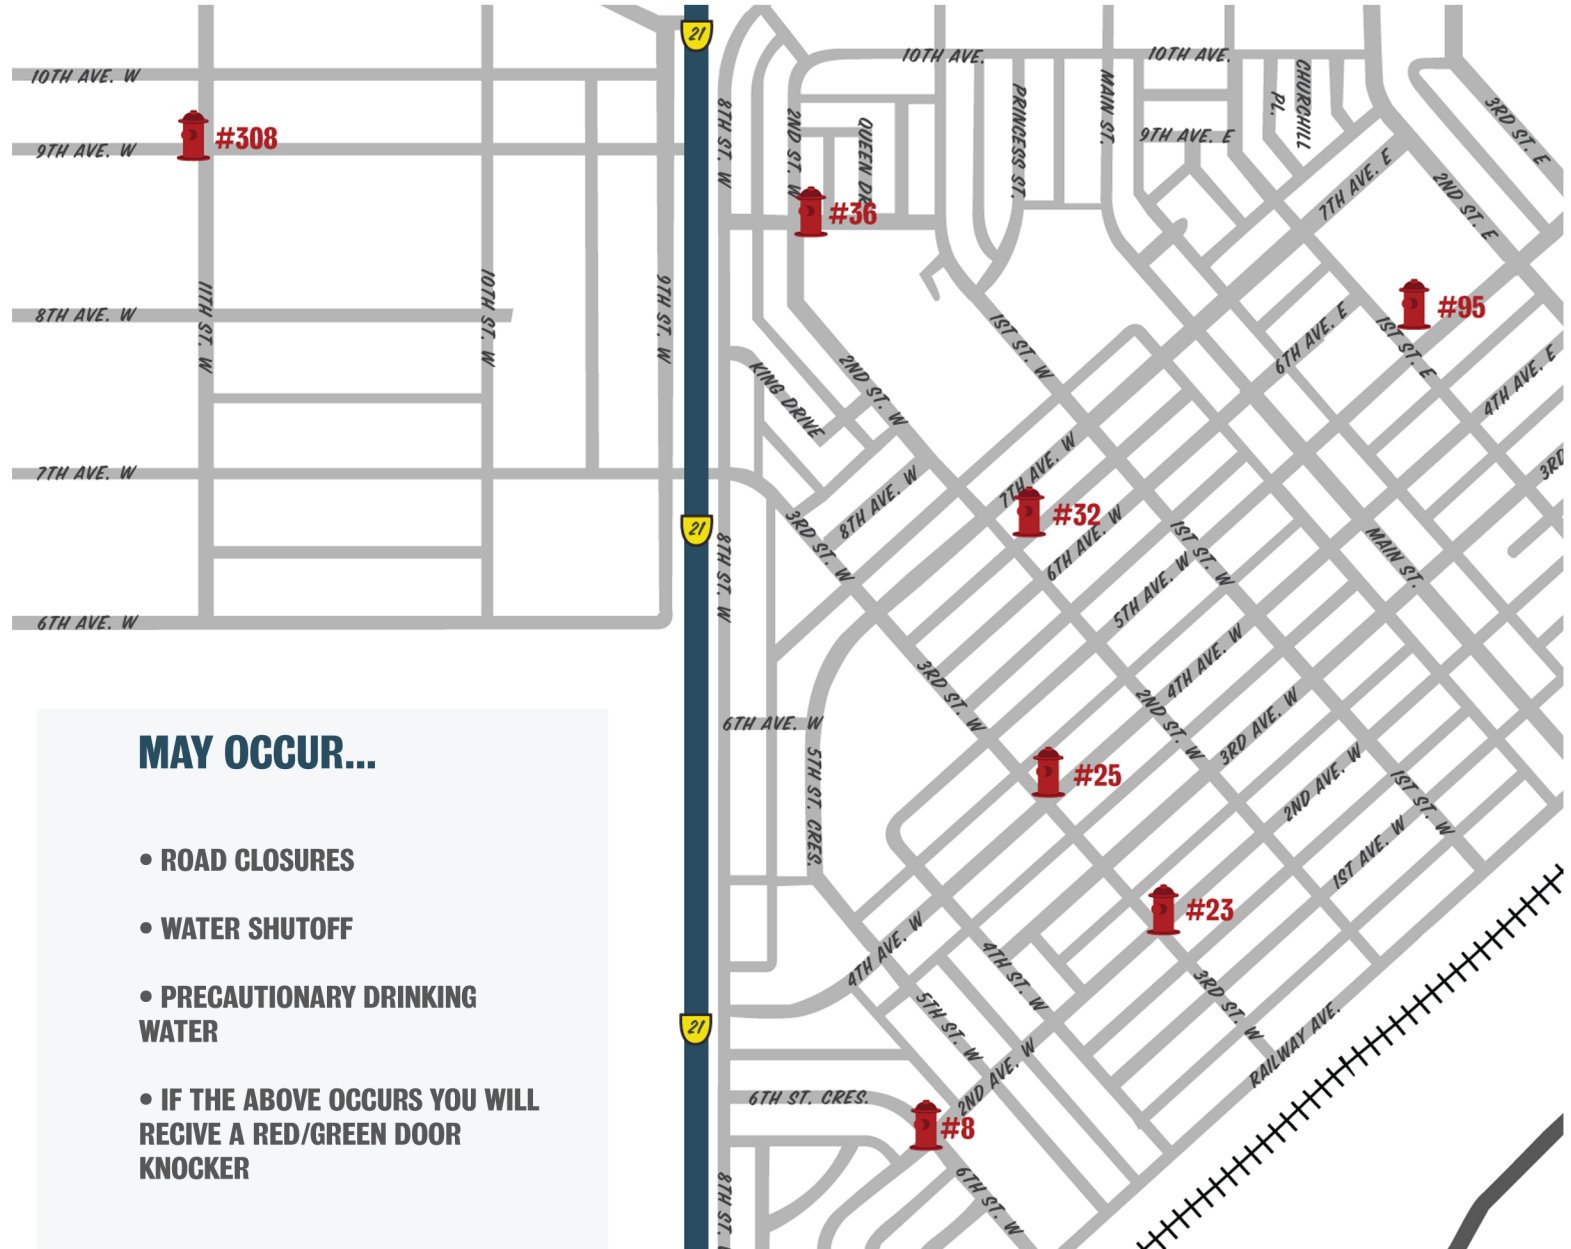 21
10TH AVE. W
10TH AVE.
10TH AVE.
#308
9TH AVE. W
8TH ST. W
2ND ST. W
QUEEN DR.
PRINCESS ST.
MAIN ST.
9TH AVE. E
PL.
CHURCHILL
3RD ST. E
7TH AVE. E
2ND ST. E
#36
11TH ST. W
10TH ST. W
9TH ST. W
8TH AVE. W
#95
1ST ST. W
6TH AVE. E
1ST ST. E
4TH AVE. E
KING DRIVE
2ND ST. W
3RD
7TH AVE. W
7TH AVE. W
8TH AVE. W
#32
21
3RD ST. W
6TH AVE. W
1ST ST. W
MAIN ST.
8TH ST. W
5TH AVE. W
6TH AVE. W
4TH AVE. W
3RD ST. W
2ND ST. W
3RD AVE. W
6TH AVE. W
MAY OCCUR...
5TH ST. CRES.
#25
2ND AVE. W
1ST ST. W
1ST AVE. W
• ROAD CLOSURES
#23
• WATER SHUTOFF
4TH AVE. W
4TH ST. W
3RD ST. W
• PRECAUTIONARY DRINKING
WATER
5TH ST. W
21
RAILWAY AVE.
2ND AVE. W
6TH ST. CRES.
#8
• IF THE ABOVE OCCURS YOU WILL
RECIVE A RED/GREEN DOOR
KNOCKER
8TH ST. W
6TH ST. W